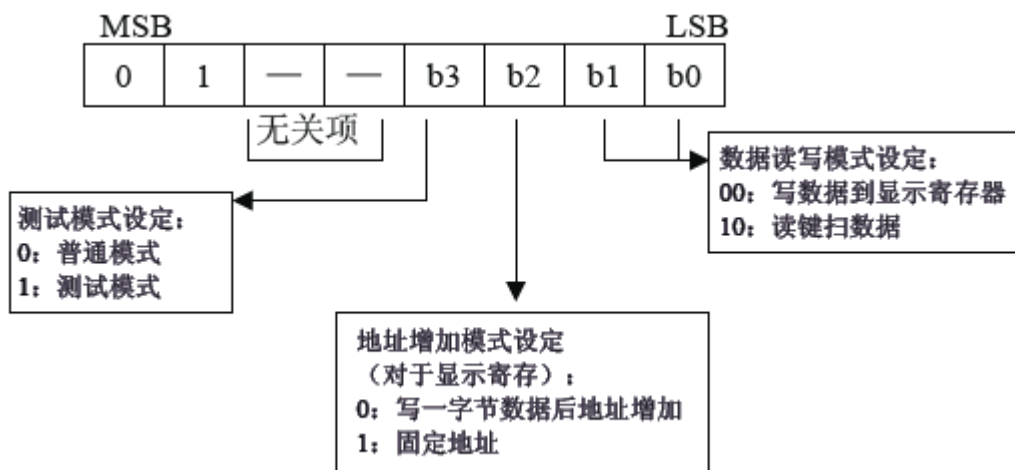 MSB LSB
0 1 — — b3 b2 b1 b0
无关项
数据读写模式设定：
00：写数据到显示寄存器
10：读键扫数据
测试模式设定：
0：普通模式
1：测试模式
地址增加模式设定
（对于显示寄存）：
0：写一字节数据后地址增加
1：固定地址